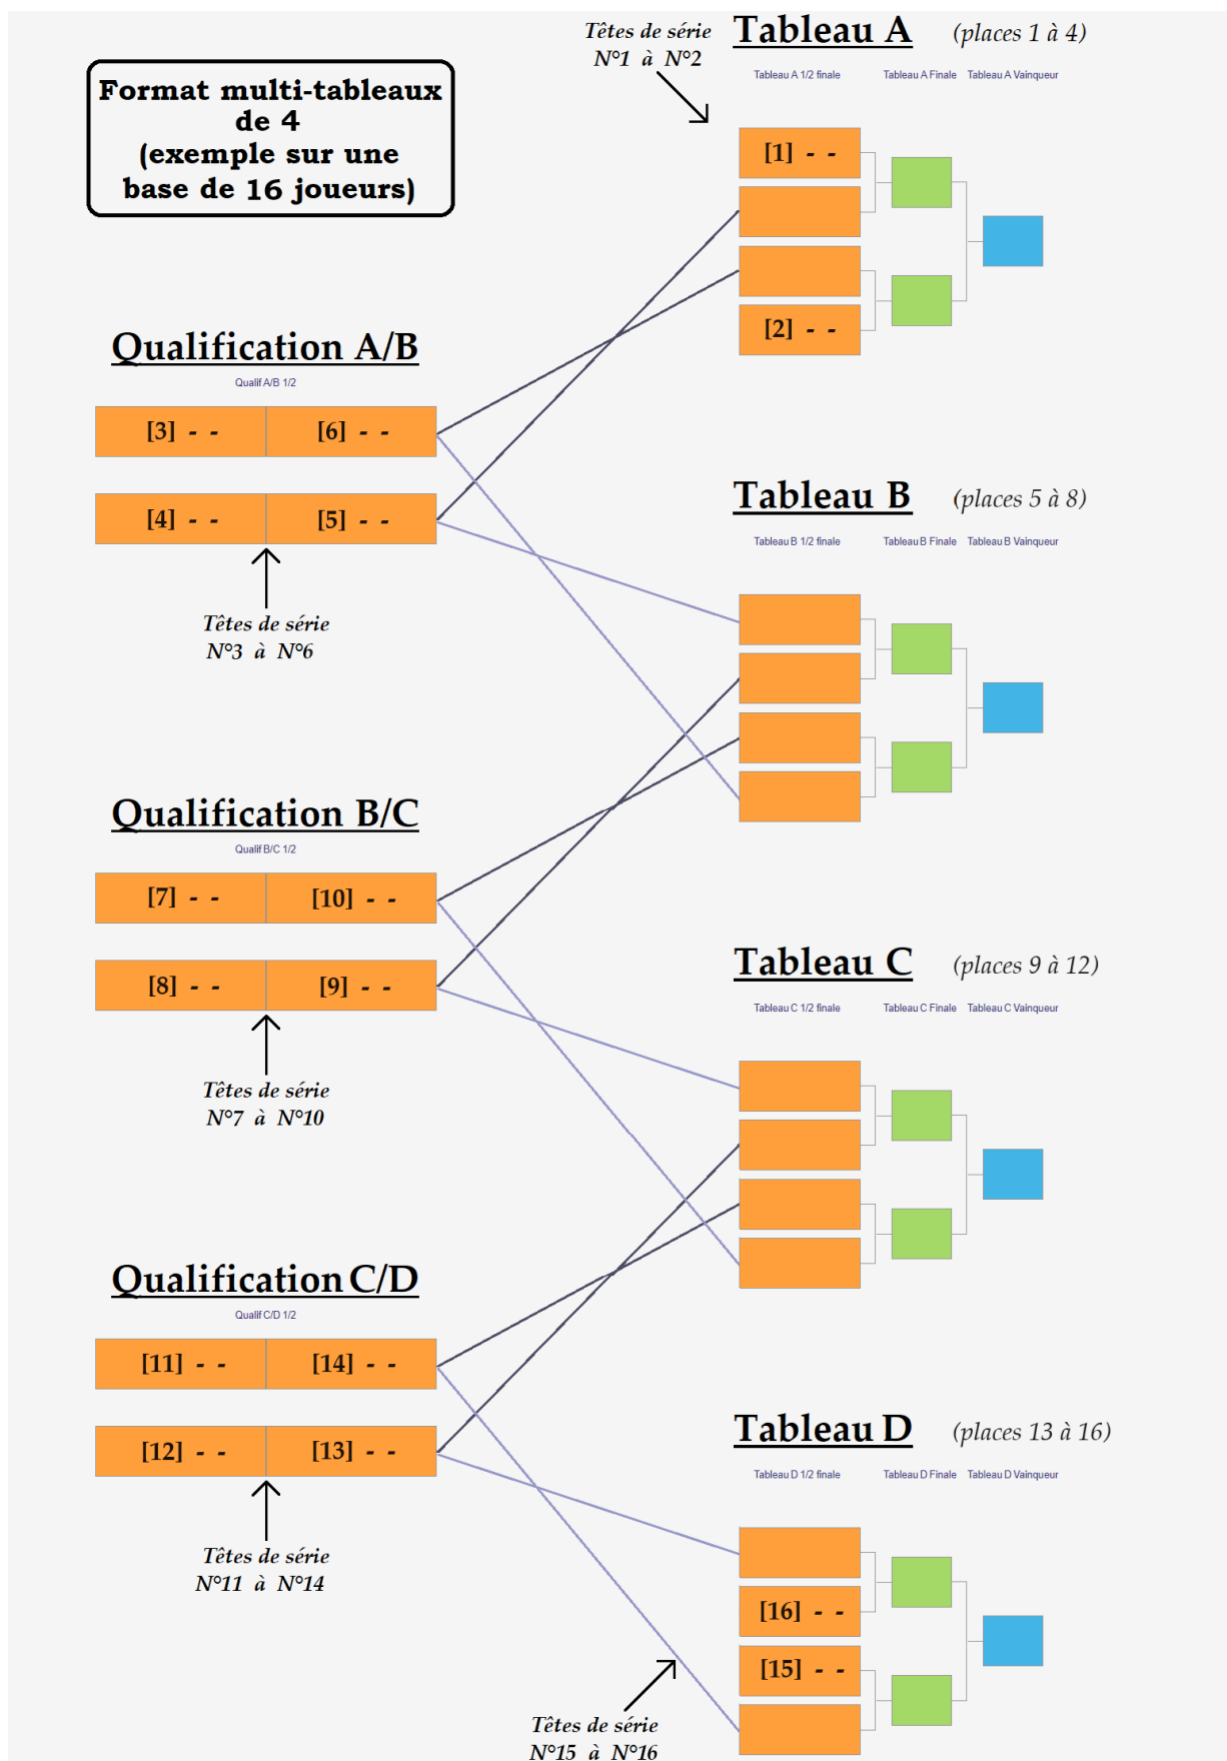 Têtes de série
N°1 à N°2
Tableau A (places 1 à 4)
Tableau A 1/2 finale Tableau A Finale Tableau A Vainqueur
Format multi-tableaux
de 4
(exemple sur une
base de 16 joueurs)
[1] - -
[2] - -
Qualification A/B
Qualif A/B 1/2
[3] - - [6] - -
[4] - - [5] - -
Têtes de série
N°3 à N°6
Tableau B (places 5 à 8)
Tableau B 1/2 finale Tableau B Finale Tableau B Vainqueur
Qualification B/C
Qualif B/C 1/2
[7] - - [10] - -
[8] - - [9] - -
Têtes de série
N°7 à N°10
Tableau C (places 9 à 12)
Tableau C 1/2 finale Tableau C Finale Tableau C Vainqueur
Qualification C/D
Qualif C/D 1/2
[11] - - [14] - -
[12] - - [13] - -
Têtes de série
N°11 à N°14
Tableau D (places 13 à 16)
Tableau D 1/2 finale Tableau D Finale Tableau D Vainqueur
[16] - -
[15] - -
Têtes de série
N°15 à N°16